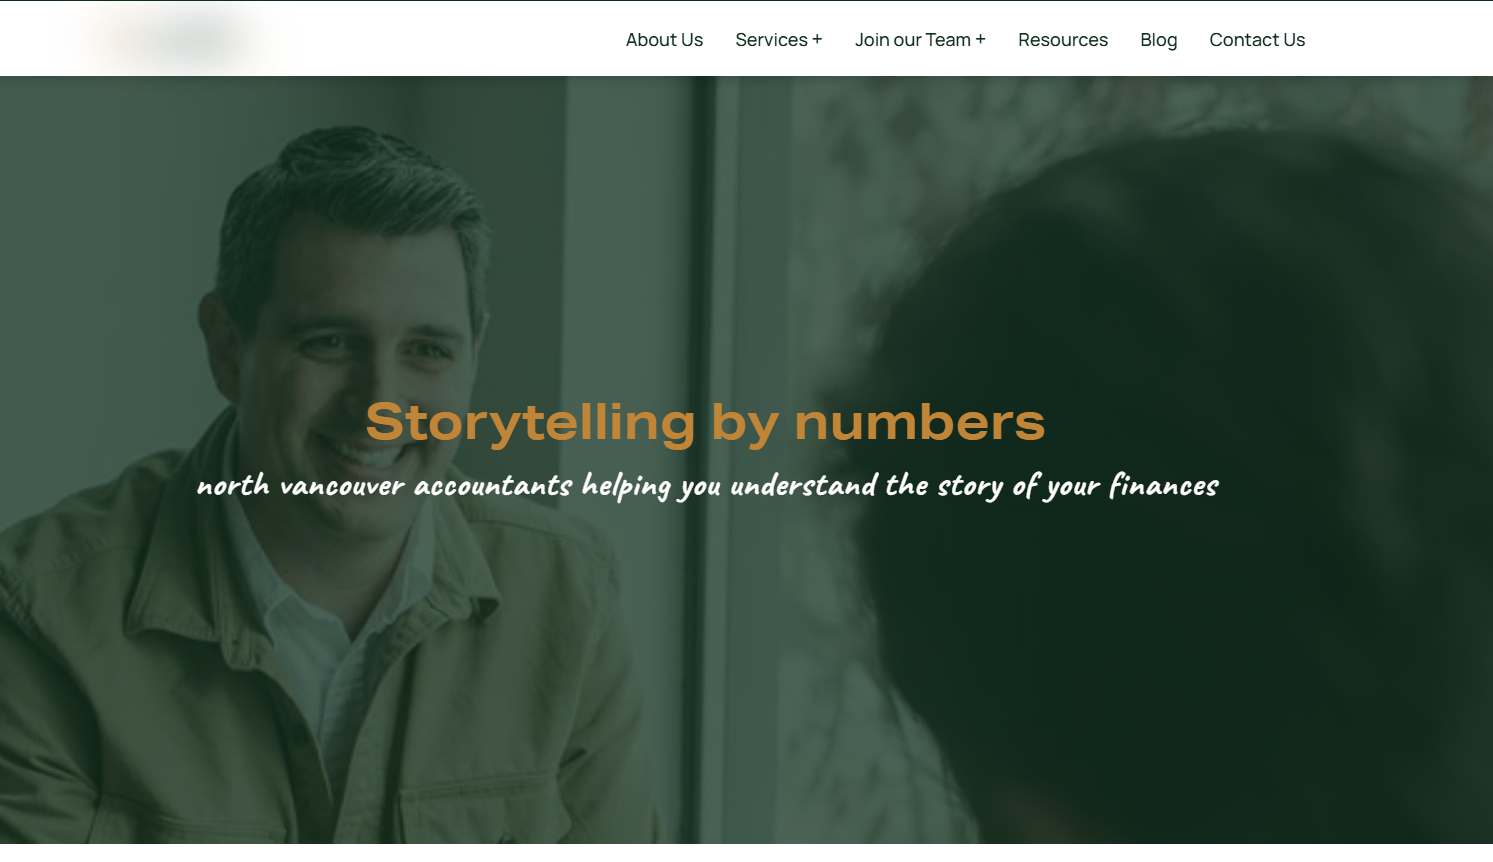 About Us Services + Join our Team + Resources Blog Contact Us
Storytelling by numbers
north vancouver accountants helping you understand the story of your finances